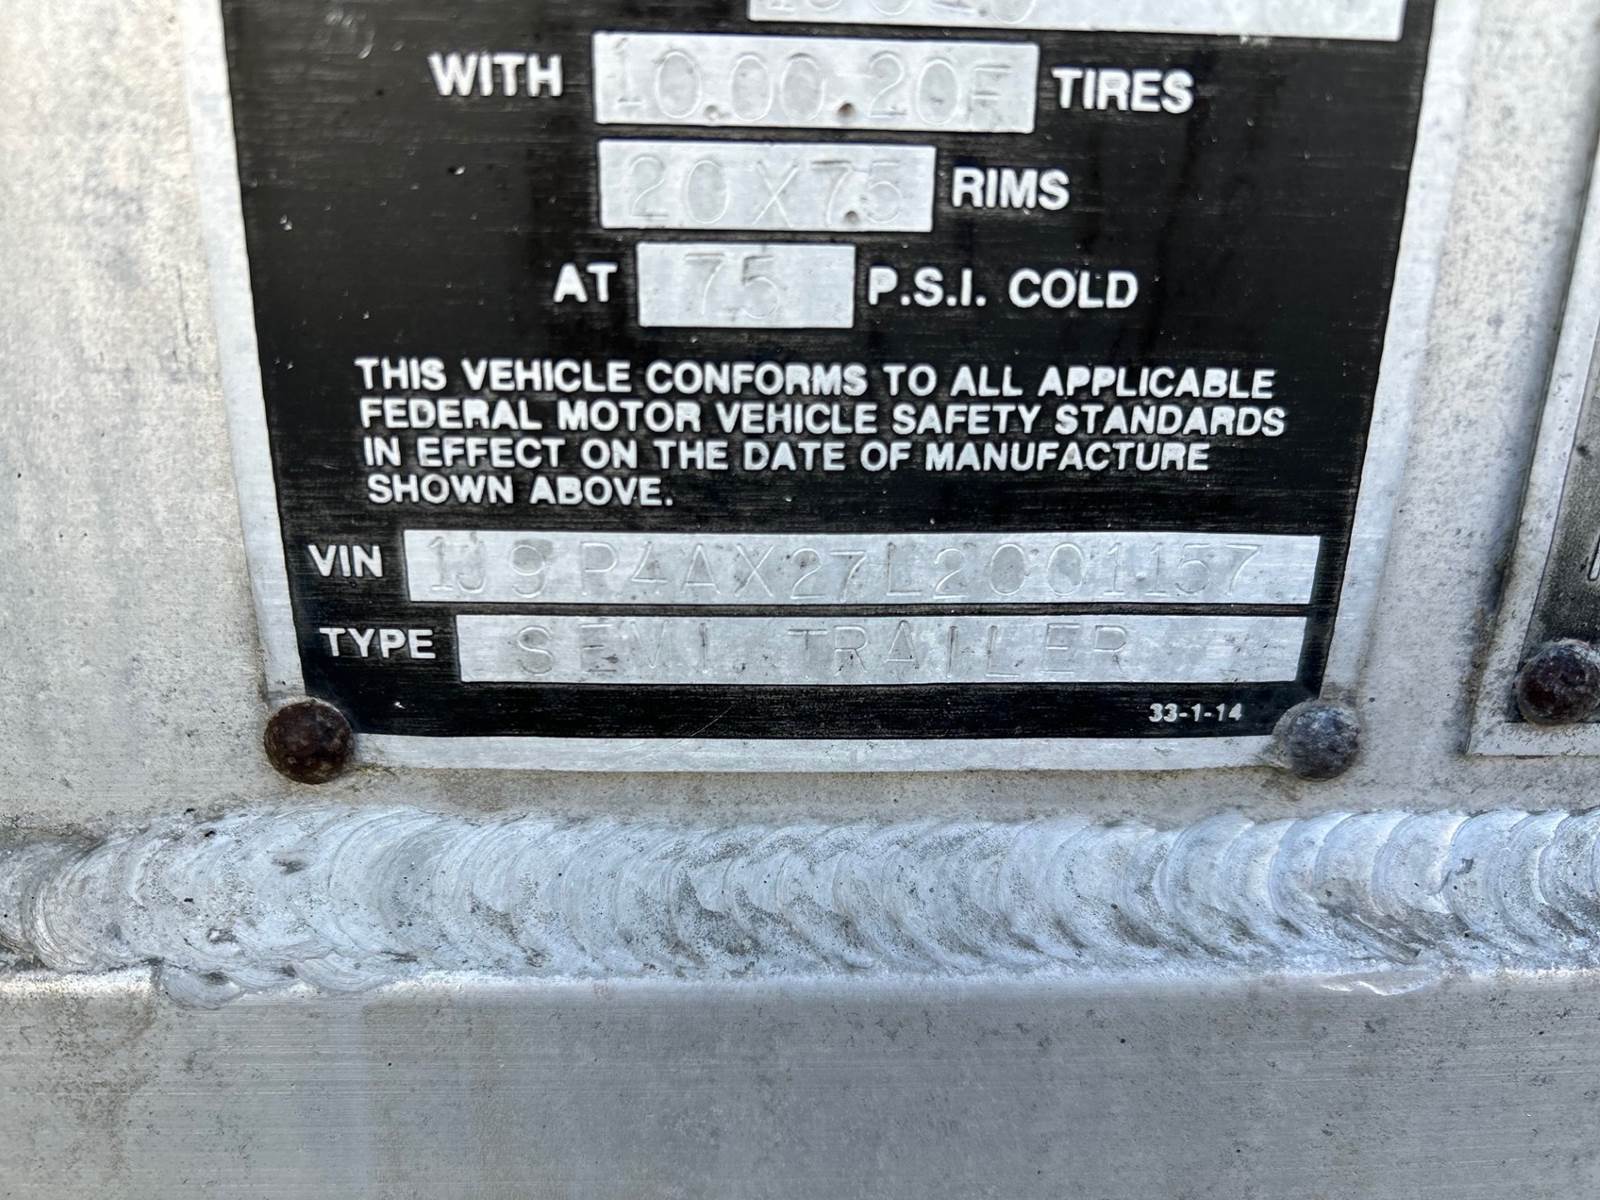 WITH 10.00.20F TIRES
20X7.5 RIMS
AT 75 P.S.I. COLD
THIS VEHICLE CONFORMS TO ALL APPLICABLE
FEDERAL MOTOR VEHICLE SAFETY STANDARDS
IN EFFECT ON THE DATE OF MANUFACTURE
SHOWN ABOVE.
VIN 1J9P4AX27L2001157
TYPE SEMI TRAILER
33-1-14